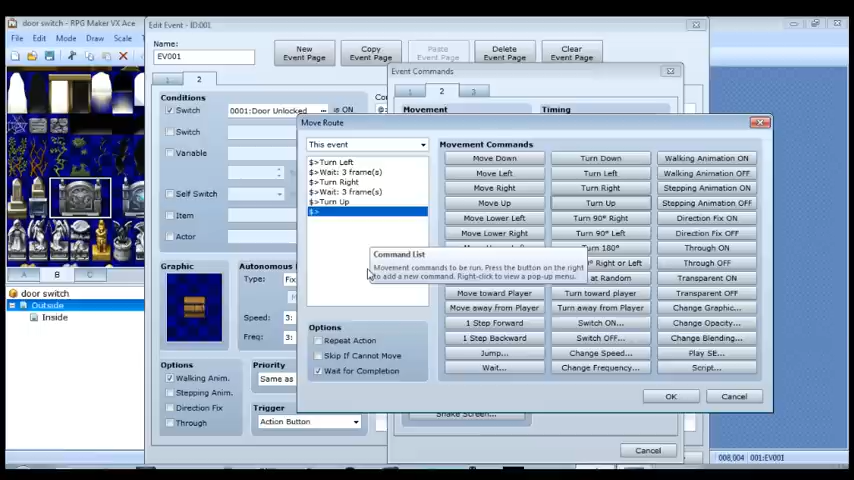 door switch - RPG Maker VX Ace
File Edit Mode Draw Scale
A B C
door switch
Outside
Inside
Edit Event - ID:001
Name:
EV001
New Event Page
Copy Event Page
Paste Event Page
Delete Event Page
Clear Event Page
1 2
Conditions
Switch 0001:Door Unlocked ... is ON
Switch
Variable
Self Switch
Item
Actor
Graphic
Type: Fix
Speed: 3:
Freq: 3:
Options
Walking Anim.
Stepping Anim.
Direction Fix
Through
Priority
Same as
Trigger
Action Button
Event Commands
1 2 3
Movement
Timing
Shake Screen...
Cancel
Move Route
This event
$>Turn Left
$>Wait: 3 frame(s)
$>Turn Right
$>Wait: 3 frame(s)
$>Turn Up
$>
Command List
Movement commands to be run. Press the button on the right
to add a new command. Right-click to view a pop-up menu.
Options
Repeat Action
Skip If Cannot Move
Wait for Completion
Movement Commands
Move Down Turn Down Walking Animation ON
Move Left Turn Left Walking Animation OFF
Move Right Turn Right Stepping Animation ON
Move Up Turn Up Stepping Animation OFF
Move Lower Left Turn 90° Right Direction Fix ON
Move Lower Right Turn 90° Left Direction Fix OFF
Turn 180° Through ON
Right or Left Through OFF
at Random Transparent ON
Move toward Player Turn toward player Transparent OFF
Move away from Player Turn away from Player Change Graphic...
1 Step Forward Switch ON... Change Opacity...
1 Step Backward Switch OFF... Change Blending...
Jump... Change Speed... Play SE...
Wait... Change Frequency... Script...
OK Cancel
008,004 001:EV001